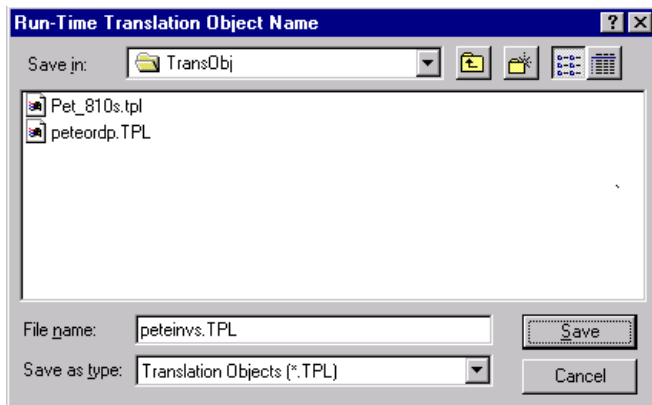 Run-Time Translation Object Name
Save in: TransObj
Pet_810s.tpl
peteordp.TPL
File name: peteinvs.TPL Save
Save as type: Translation Objects (*.TPL) Cancel